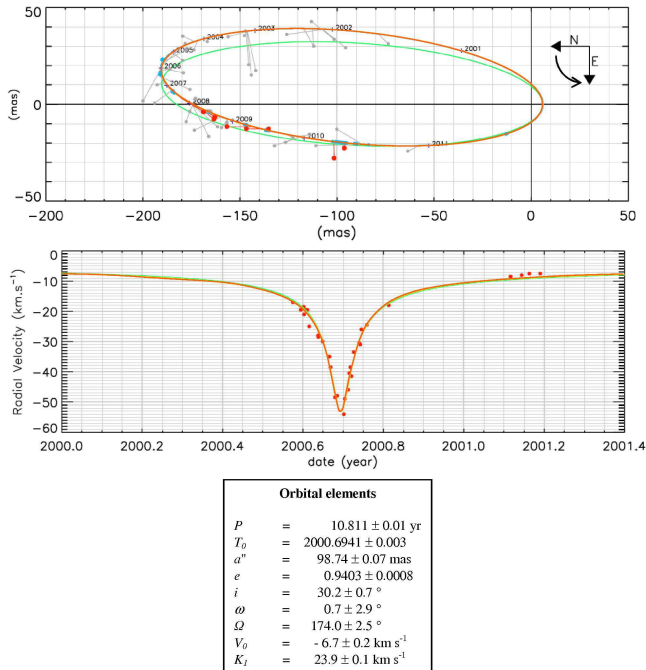 50
2004
2003
2002
2005
2001
N
E
2006
(mas)
2007
0
2008
2009
2010
201
-50
-200 -150 -100 -50 0 50
(mas)
0
-10
-20
-30
-40
-50
-60
Radial Velocity (km.s⁻¹)
2000.0 2000.2 2000.4 2000.6 2000.8 2001.0 2001.2 2001.4
date (year)
Orbital elements
P = 10.811 ± 0.01 yr
T₀ = 2000.6941 ± 0.003
a" = 98.74 ± 0.07 mas
e = 0.9403 ± 0.0008
i = 30.2 ± 0.7 °
ω = 0.7 ± 2.9 °
Ω = 174.0 ± 2.5 °
V₀ = - 6.7 ± 0.2 km s⁻¹
K₁ = 23.9 ± 0.1 km s⁻¹